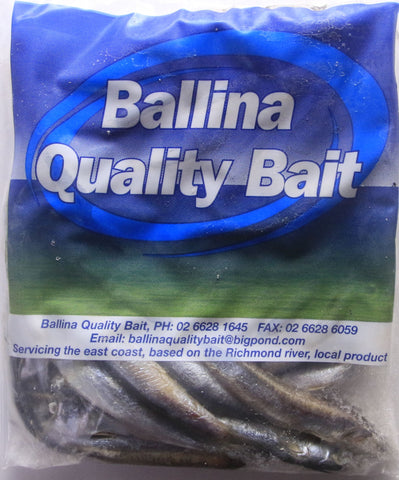 Ballina
Quality Bait
Ballina Quality Bait, PH: 02 6628 1645 FAX: 02 6628 6059
Email: ballinaqualitybait@bigpond.com
Servicing the east coast, based on the Richmond river, local product